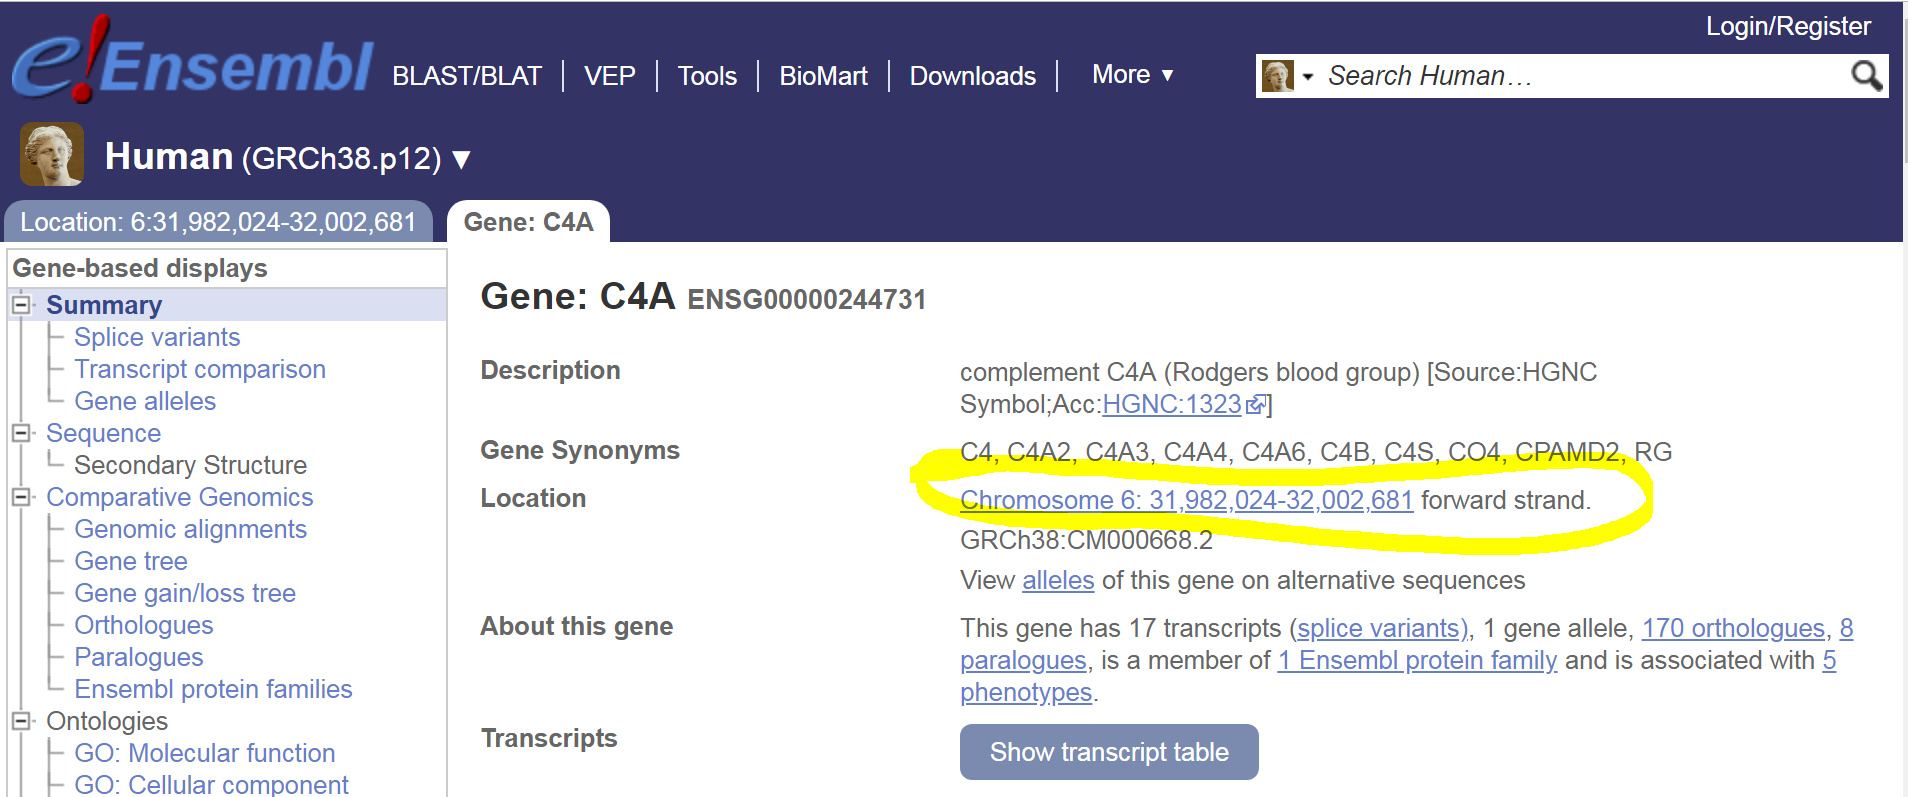 Login/Register
e!Ensembl BLAST/BLAT VEP Tools BioMart Downloads More ▼ Search Human…
Human (GRCh38.p12) ▼
Location: 6:31,982,024-32,002,681 Gene: C4A
Gene-based displays
Summary
Splice variants
Transcript comparison
Gene alleles
Sequence
Secondary Structure
Comparative Genomics
Genomic alignments
Gene tree
Gene gain/loss tree
Orthologues
Paralogues
Ensembl protein families
Ontologies
GO: Molecular function
GO: Cellular component
Gene: C4A ENSG00000244731
Description
complement C4A (Rodgers blood group) [Source:HGNC
Symbol;Acc:HGNC:1323]
Gene Synonyms
C4, C4A2, C4A3, C4A4, C4A6, C4B, C4S, CO4, CPAMD2, RG
Location
Chromosome 6: 31,982,024-32,002,681 forward strand.
GRCh38:CM000668.2
View alleles of this gene on alternative sequences
About this gene
This gene has 17 transcripts (splice variants), 1 gene allele, 170 orthologues, 8
paralogues, is a member of 1 Ensembl protein family and is associated with 5
phenotypes.
Transcripts
Show transcript table